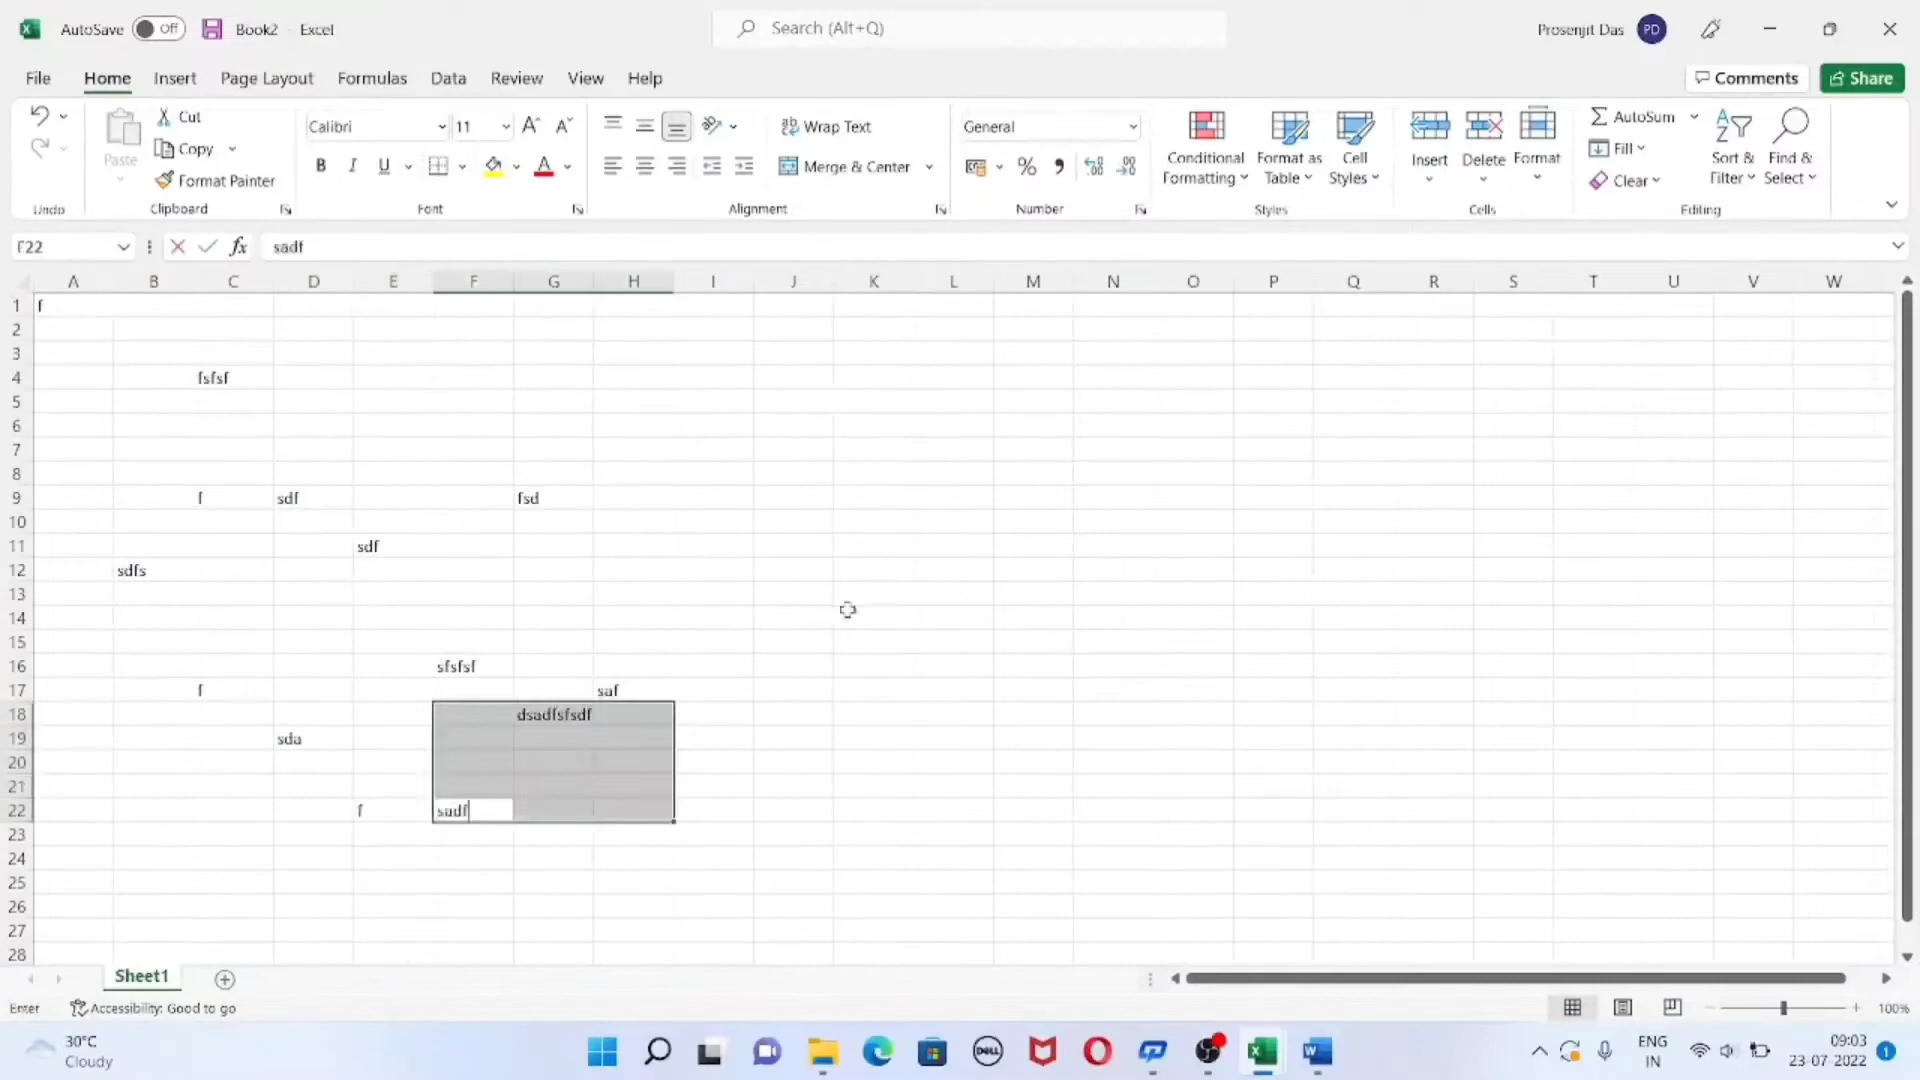 AutoSave Off Book2 - Excel Search (Alt+Q) Prosenjit Das PD
File Home Insert Page Layout Formulas Data Review View Help Comments Share
Paste Cut Copy Format Painter
Calibri 11
B I U A
Wrap Text
Merge & Center
General
%
Conditional Formatting Format as Table Cell Styles
Insert Delete Format
AutoSum Fill Clear
Sort & Filter Find & Select
Undo Clipboard Font Alignment Number Styles Cells Editing
F22 fx sadf
A B C D E F G H I J K L M N O P Q R S T U V W
1 f
2
3
4 fsfsf
5
6
7
8
9 f sdf fsd
10
11 sdf
12 sdfs
13
14
15
16 sfsfsf
17 f saf
18 dsadfsfsdf
19 sda
20
21
22 f sadf
23
24
25
26
27
28
Sheet1
Enter Accessibility: Good to go 100%
30°C
Cloudy
DELL
ENG
IN
09:03
23-07-2022
1